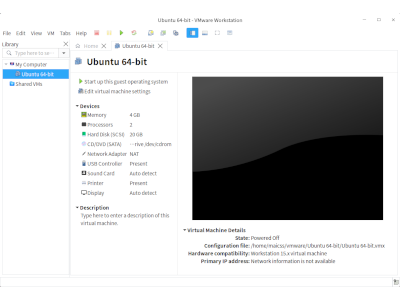 Ubuntu 64-bit - VMware Workstation
File Edit View VM Tabs Help
Library
Home
Ubuntu 64-bit
Type here to se
My Computer
Ubuntu 64-bit
Shared VMs
Ubuntu 64-bit
Start up this guest operating system
Edit virtual machine settings
Devices
Memory 4 GB
Processors 2
Hard Disk (SCSI) 20 GB
CD/DVD (SATA) rive /dev/cdrom
Network Adapter NAT
USB Controller Present
Sound Card Auto detect
Printer Present
Display Auto detect
Description
Type here to enter a description of this
virtual machine.
Virtual Machine Details
State: Powered Off
Configuration file: /home/maicss/vmware/Ubuntu 64-bit/Ubuntu 64-bit.vmx
Hardware compatibility: Workstation 15.x virtual machine
Primary IP address: Network information is not available